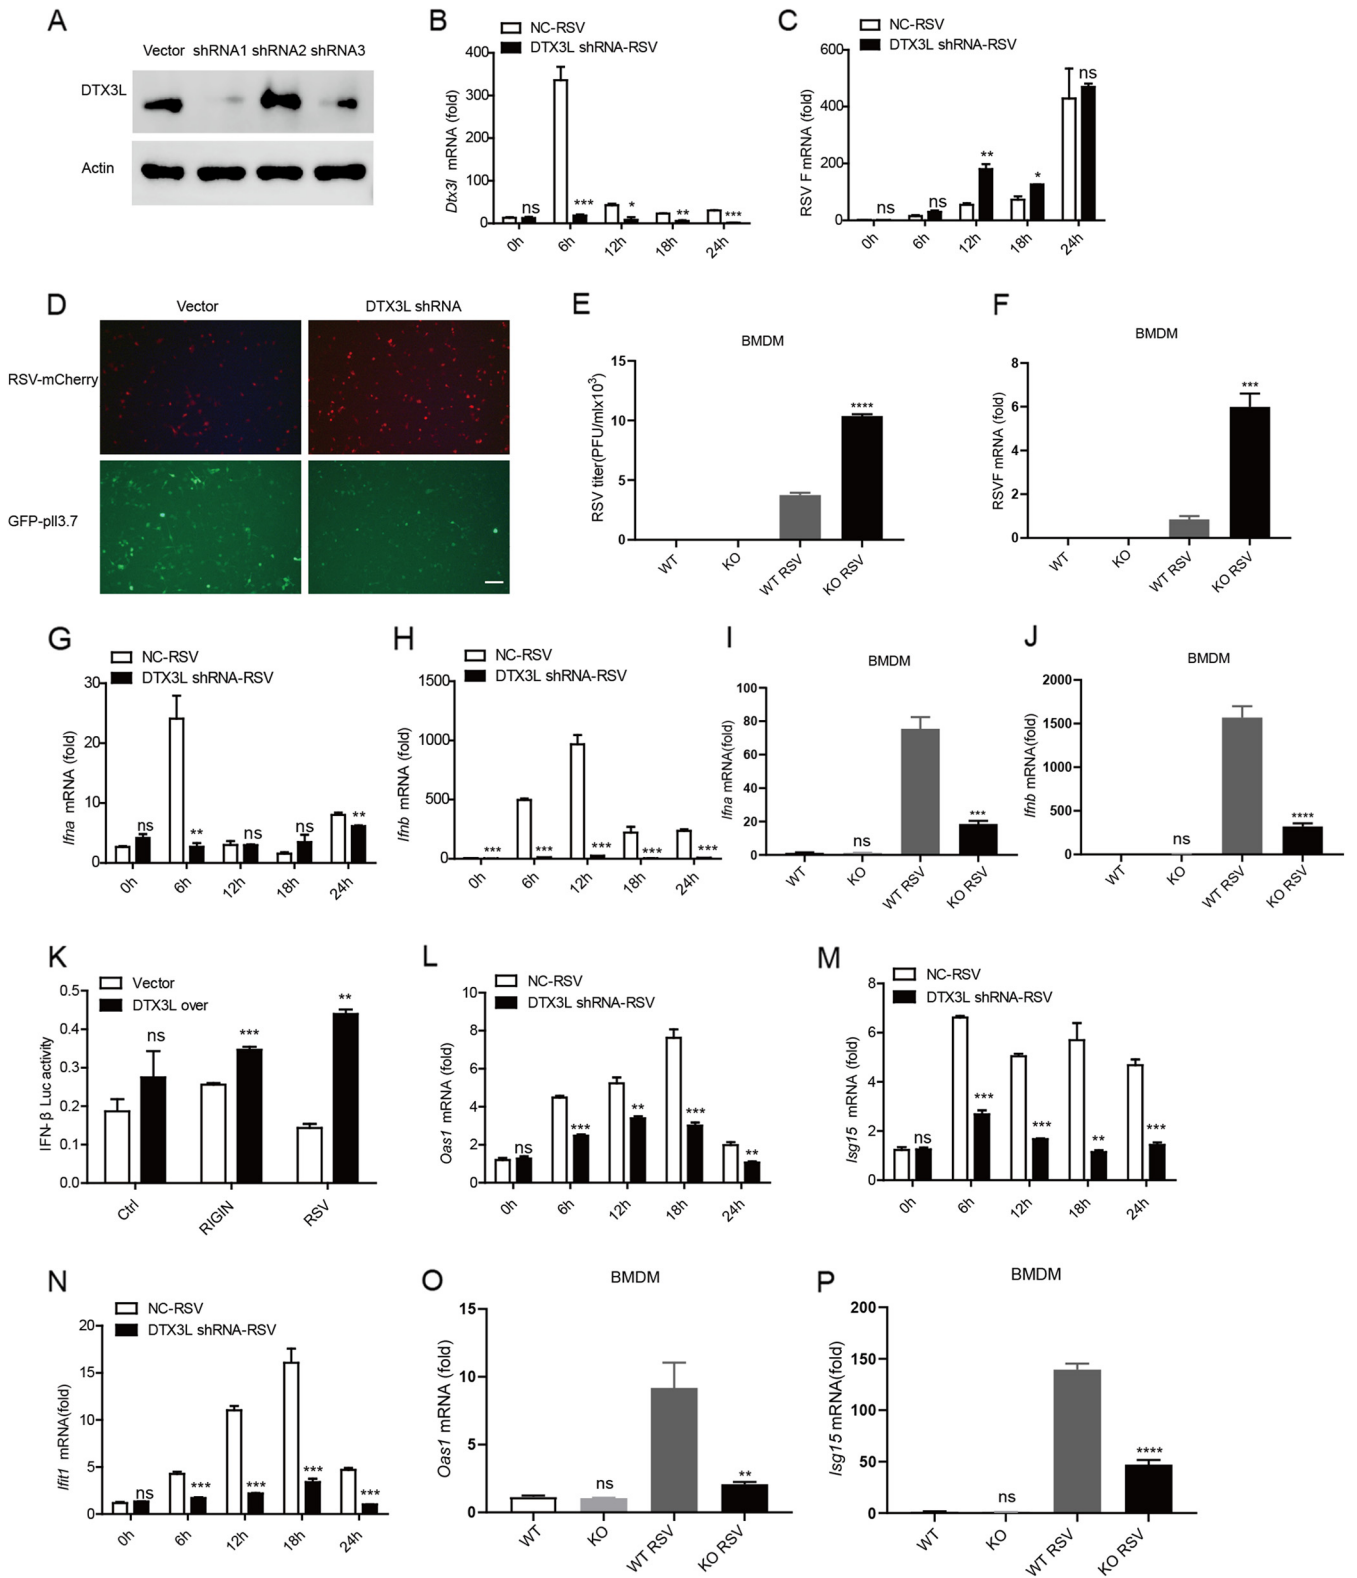 A
Vector shRNA1 shRNA2 shRNA3
DTX3L
Actin
B
NC-RSV
DTX3L shRNA-RSV
Dtx3l mRNA (fold)
400
300
200
100
0
ns
***
*
**
***
0h 6h 12h 18h 24h
C
NC-RSV
DTX3L shRNA-RSV
RSV F mRNA (fold)
600
400
200
0
ns
ns
**
*
ns
0h 6h 12h 18h 24h
D
Vector DTX3L shRNA
RSV-mCherry
GFP-pll3.7
E
BMDM
RSV titer(PFU/mlx10³)
15
10
5
0
****
WT KO WT RSV KO RSV
F
BMDM
RSVF mRNA (fold)
8
6
4
2
0
***
WT KO WT RSV KO RSV
G
NC-RSV
DTX3L shRNA-RSV
Ifna mRNA (fold)
30
20
10
0
ns
**
ns
ns
**
0h 6h 12h 18h 24h
H
NC-RSV
DTX3L shRNA-RSV
Ifnb mRNA (fold)
1500
1000
500
0
***
***
***
***
***
0h 6h 12h 18h 24h
I
BMDM
Ifna mRNA(fold)
100
80
60
40
20
0
ns
***
WT KO WT RSV KO RSV
J
BMDM
Ifnb mRNA(fold)
2000
1500
1000
500
0
ns
****
WT KO WT RSV KO RSV
K
Vector
DTX3L over
IFN-β Luc activity
0.5
0.4
0.3
0.2
0.1
0.0
ns
***
**
Ctrl RIGIN RSV
L
NC-RSV
DTX3L shRNA-RSV
Oas1 mRNA (fold)
10
8
6
4
2
0
ns
***
**
***
**
0h 6h 12h 18h 24h
M
NC-RSV
DTX3L shRNA-RSV
Isg15 mRNA (fold)
8
6
4
2
0
ns
***
***
**
***
0h 6h 12h 18h 24h
N
NC-RSV
DTX3L shRNA-RSV
Ifit1 mRNA(fold)
20
15
10
5
0
ns
***
***
***
***
0h 6h 12h 18h 24h
O
BMDM
Oas1 mRNA (fold)
15
10
5
0
ns
**
WT KO WT RSV KO RSV
P
BMDM
Isg15 mRNA(fold)
200
150
100
50
0
ns
****
WT KO WT RSV KO RSV